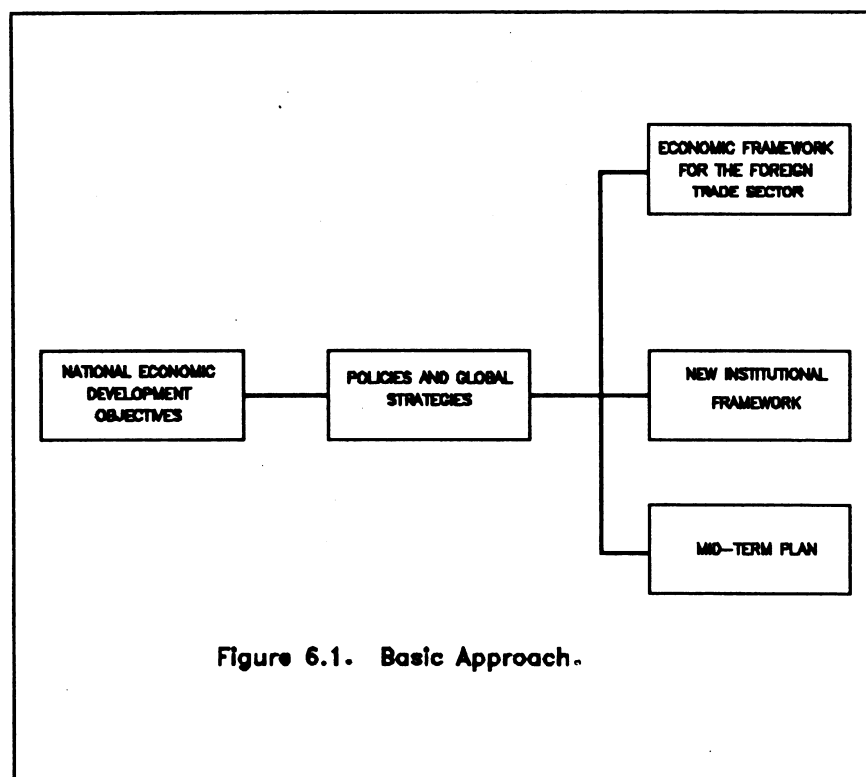 ECONOMIC FRAMEWORK
FOR THE FOREIGN
TRADE SECTOR
NATIONAL ECONOMIC
DEVELOPMENT
OBJECTIVES
POLICIES AND GLOBAL
STRATEGIES
NEW INSTITUTIONAL
FRAMEWORK
MID-TERM PLAN
Figure 6.1. Basic Approach.